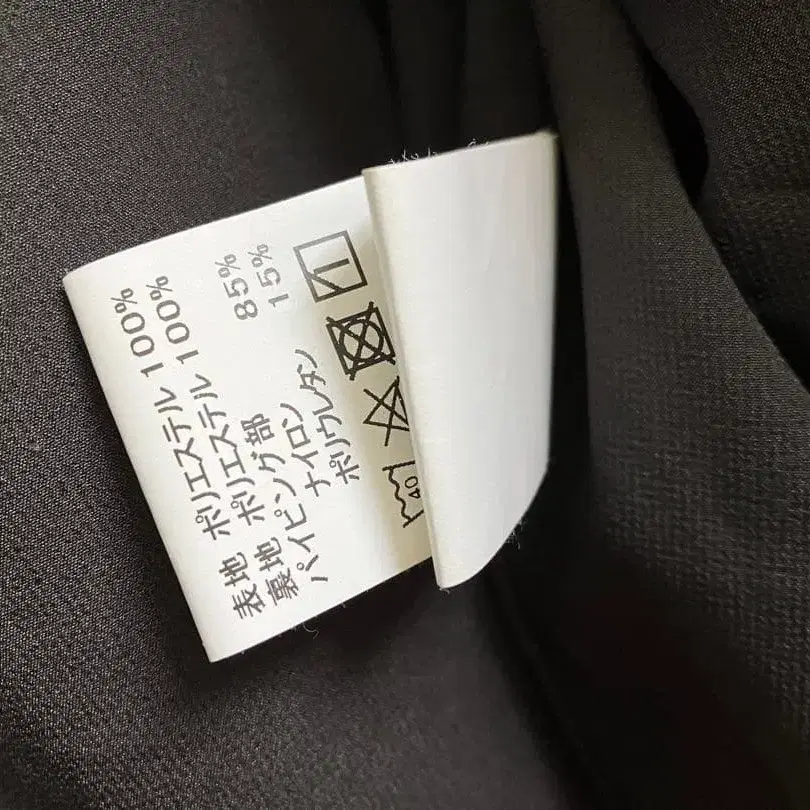 表地 ポリエステル 100%
裏地 ポリエステル 100%
パイピング部
ナイロン 85%
ポリウレタン 15%
40